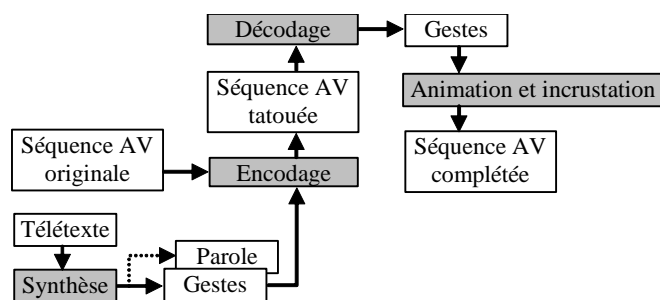 Décodage
Gestes
Séquence AV
tatouée
Animation et incrustation
Séquence AV
originale
Encodage
Séquence AV
complétée
Télétexte
Parole
Synthèse
Gestes